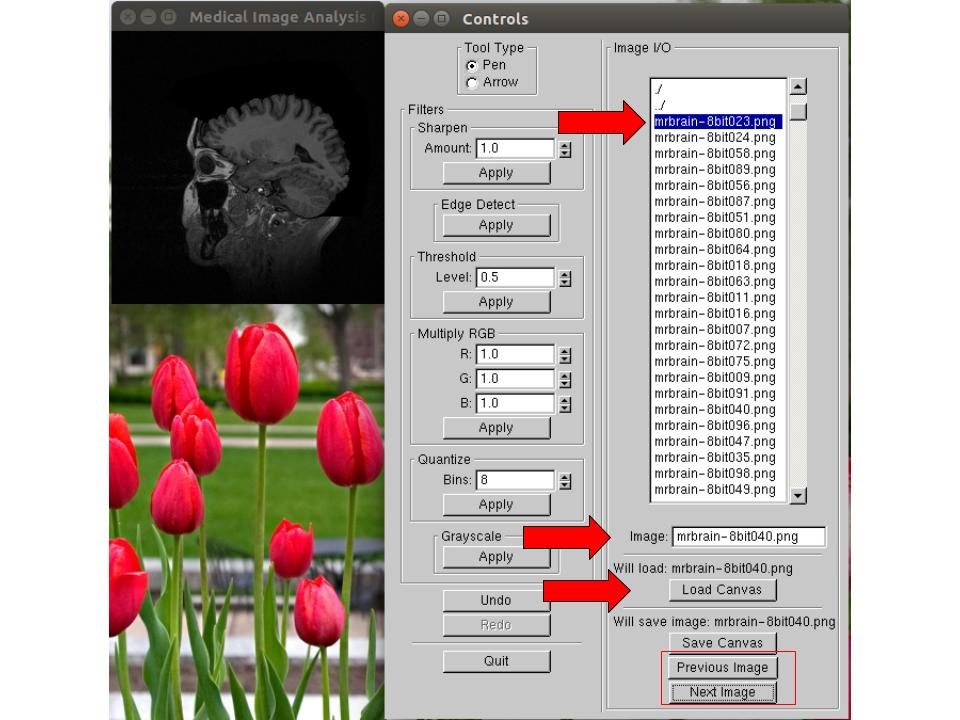 Medical Image Analysis
Controls
Tool Type
Pen
Arrow
Filters
Sharpen
Amount: 1.0
Apply
Edge Detect
Apply
Threshold
Level: 0.5
Apply
Multiply RGB
R: 1.0
G: 1.0
B: 1.0
Apply
Quantize
Bins: 8
Apply
Grayscale
Apply
Undo
Redo
Quit
Image I/O
./
../
mrbrain-8bit023.png
mrbrain-8bit024.png
mrbrain-8bit058.png
mrbrain-8bit089.png
mrbrain-8bit056.png
mrbrain-8bit087.png
mrbrain-8bit051.png
mrbrain-8bit080.png
mrbrain-8bit064.png
mrbrain-8bit018.png
mrbrain-8bit063.png
mrbrain-8bit011.png
mrbrain-8bit016.png
mrbrain-8bit007.png
mrbrain-8bit072.png
mrbrain-8bit075.png
mrbrain-8bit009.png
mrbrain-8bit091.png
mrbrain-8bit040.png
mrbrain-8bit096.png
mrbrain-8bit047.png
mrbrain-8bit035.png
mrbrain-8bit098.png
mrbrain-8bit049.png
Image: mrbrain-8bit040.png
Will load: mrbrain-8bit040.png
Load Canvas
Will save image: mrbrain-8bit040.png
Save Canvas
Previous Image
Next Image